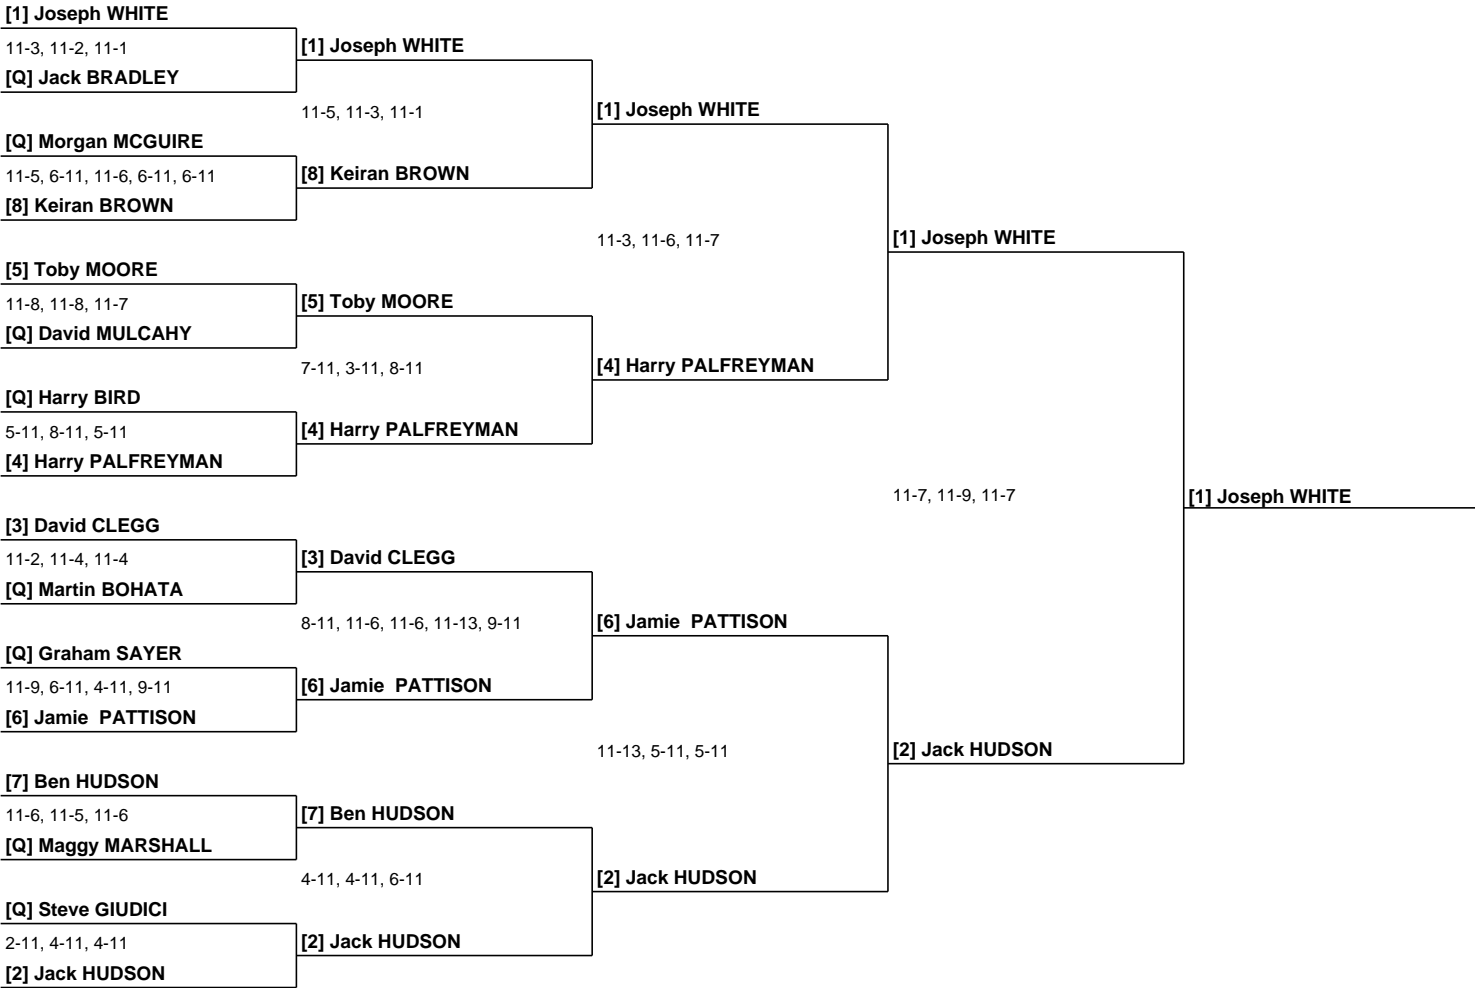 [1] Joseph WHITE
11-3, 11-2, 11-1
[Q] Jack BRADLEY
[Q] Morgan MCGUIRE
11-5, 6-11, 11-6, 6-11, 6-11
[8] Keiran BROWN
[5] Toby MOORE
11-8, 11-8, 11-7
[Q] David MULCAHY
[Q] Harry BIRD
5-11, 8-11, 5-11
[4] Harry PALFREYMAN
[3] David CLEGG
11-2, 11-4, 11-4
[Q] Martin BOHATA
[Q] Graham SAYER
11-9, 6-11, 4-11, 9-11
[6] Jamie  PATTISON
[7] Ben HUDSON
11-6, 11-5, 11-6
[Q] Maggy MARSHALL
[Q] Steve GIUDICI
2-11, 4-11, 4-11
[2] Jack HUDSON
[1] Joseph WHITE
11-5, 11-3, 11-1
[8] Keiran BROWN
[5] Toby MOORE
7-11, 3-11, 8-11
[4] Harry PALFREYMAN
[3] David CLEGG
8-11, 11-6, 11-6, 11-13, 9-11
[6] Jamie  PATTISON
[7] Ben HUDSON
4-11, 4-11, 6-11
[2] Jack HUDSON
[1] Joseph WHITE
11-3, 11-6, 11-7
[4] Harry PALFREYMAN
[6] Jamie  PATTISON
11-13, 5-11, 5-11
[2] Jack HUDSON
[1] Joseph WHITE
11-7, 11-9, 11-7
[2] Jack HUDSON
[1] Joseph WHITE